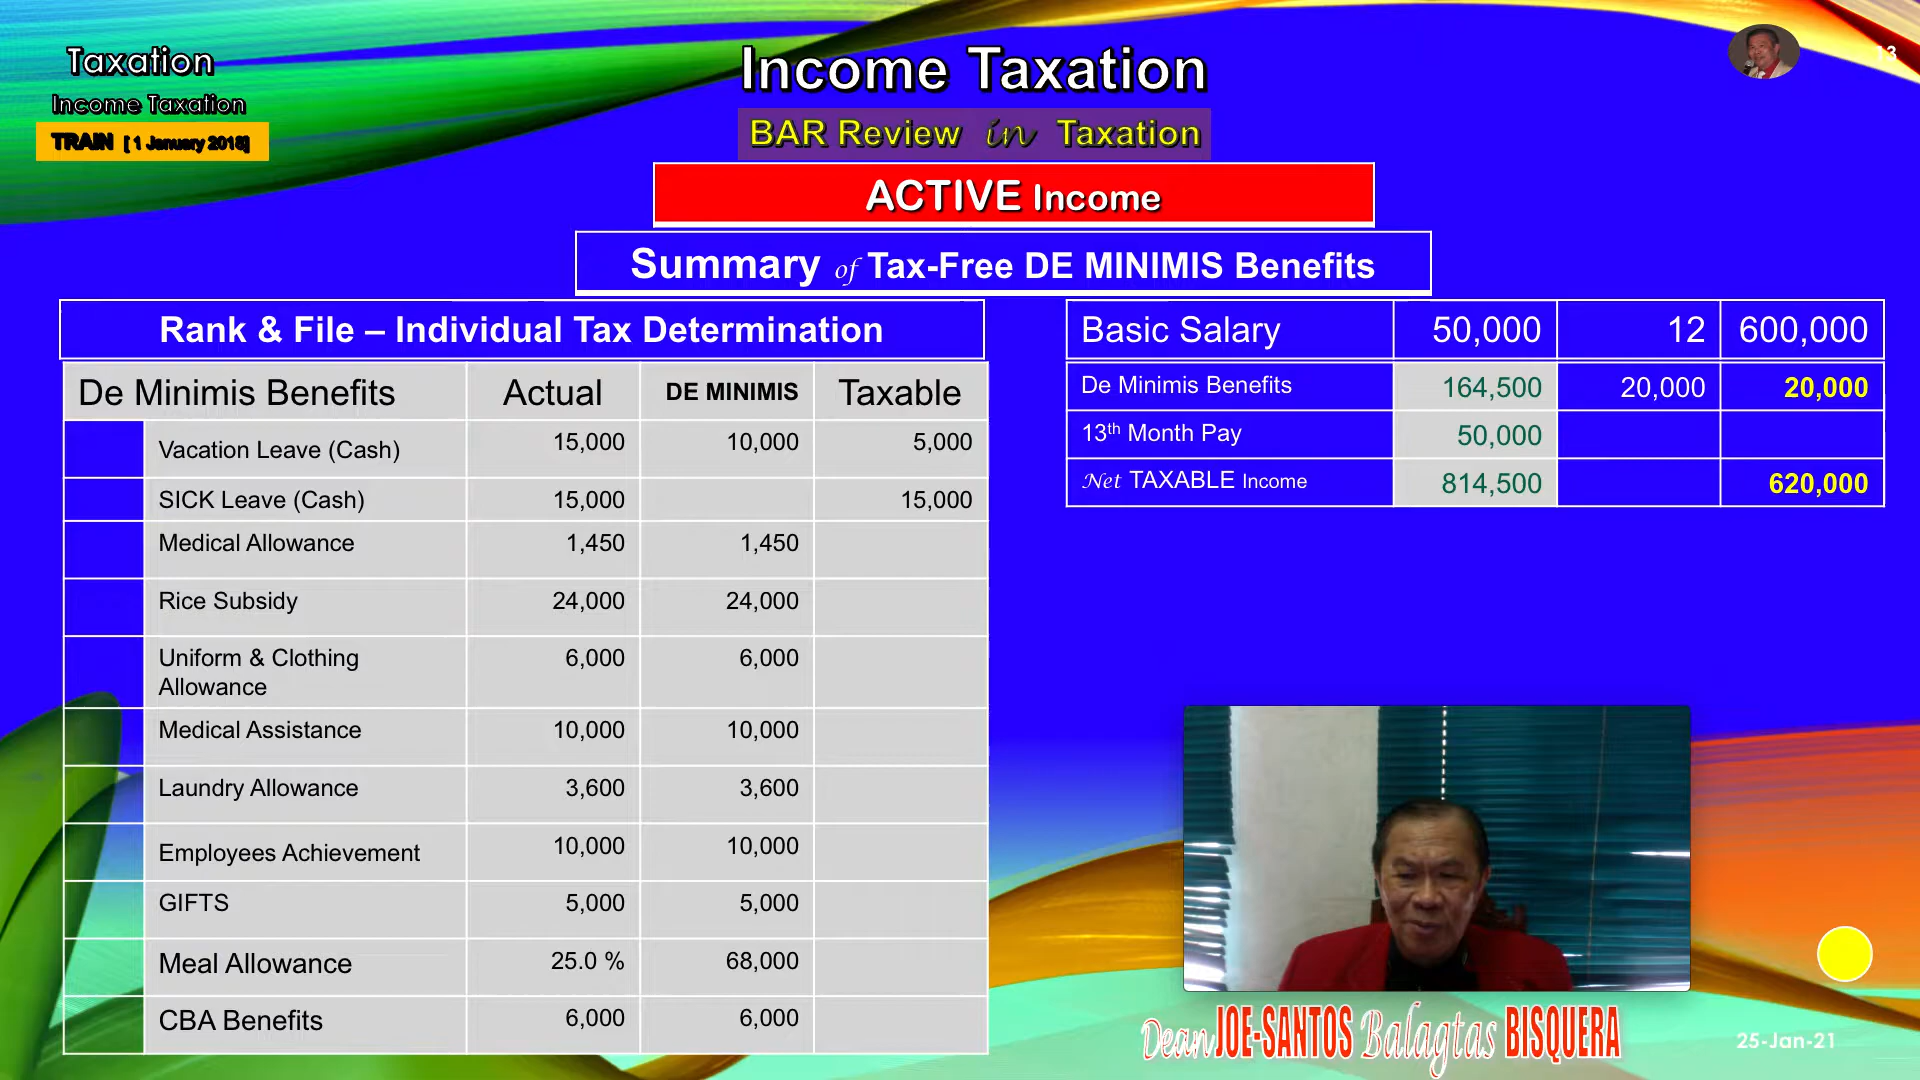 Taxation
Income Taxation
TRAIN [ 1 January 2018]
Income Taxation
13
BAR Review in Taxation
ACTIVE Income
Summary of Tax-Free DE MINIMIS Benefits
Rank & File – Individual Tax Determination
De Minimis Benefits Actual DE MINIMIS Taxable
Vacation Leave (Cash) 15,000 10,000 5,000
SICK Leave (Cash) 15,000 15,000
Medical Allowance 1,450 1,450
Rice Subsidy 24,000 24,000
Uniform & Clothing Allowance 6,000 6,000
Medical Assistance 10,000 10,000
Laundry Allowance 3,600 3,600
Employees Achievement 10,000 10,000
GIFTS 5,000 5,000
Meal Allowance 25.0 % 68,000
CBA Benefits 6,000 6,000
Basic Salary 50,000 12 600,000
De Minimis Benefits 164,500 20,000 20,000
13th Month Pay 50,000
Net TAXABLE Income 814,500 620,000
Dean JOE-SANTOS Balagtas BISQUERA
25-Jan-21